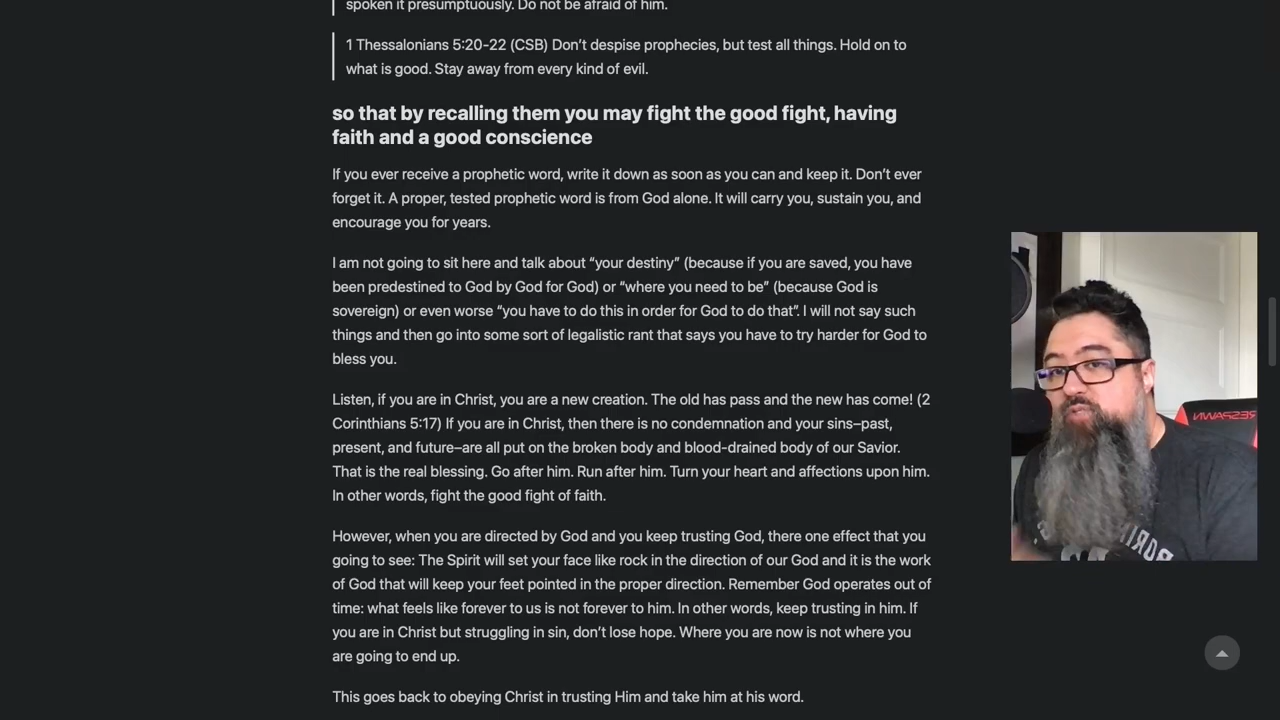 spoken it presumptuously. Do not be afraid of him.
1 Thessalonians 5:20-22 (CSB) Don’t despise prophecies, but test all things. Hold on to
what is good. Stay away from every kind of evil.
so that by recalling them you may fight the good fight, having
faith and a good conscience
If you ever receive a prophetic word, write it down as soon as you can and keep it. Don’t ever
forget it. A proper, tested prophetic word is from God alone. It will carry you, sustain you, and
encourage you for years.
I am not going to sit here and talk about “your destiny” (because if you are saved, you have
been predestined to God by God for God) or “where you need to be” (because God is
sovereign) or even worse “you have to do this in order for God to do that”. I will not say such
things and then go into some sort of legalistic rant that says you have to try harder for God to
bless you.
Listen, if you are in Christ, you are a new creation. The old has pass and the new has come! (2
Corinthians 5:17) If you are in Christ, then there is no condemnation and your sins–past,
present, and future–are all put on the broken body and blood-drained body of our Savior.
That is the real blessing. Go after him. Run after him. Turn your heart and affections upon him.
In other words, fight the good fight of faith.
However, when you are directed by God and you keep trusting God, there one effect that you
going to see: The Spirit will set your face like rock in the direction of our God and it is the work
of God that will keep your feet pointed in the proper direction. Remember God operates out of
time: what feels like forever to us is not forever to him. In other words, keep trusting in him. If
you are in Christ but struggling in sin, don’t lose hope. Where you are now is not where you
are going to end up.
This goes back to obeying Christ in trusting Him and take him at his word.
RESPAWN